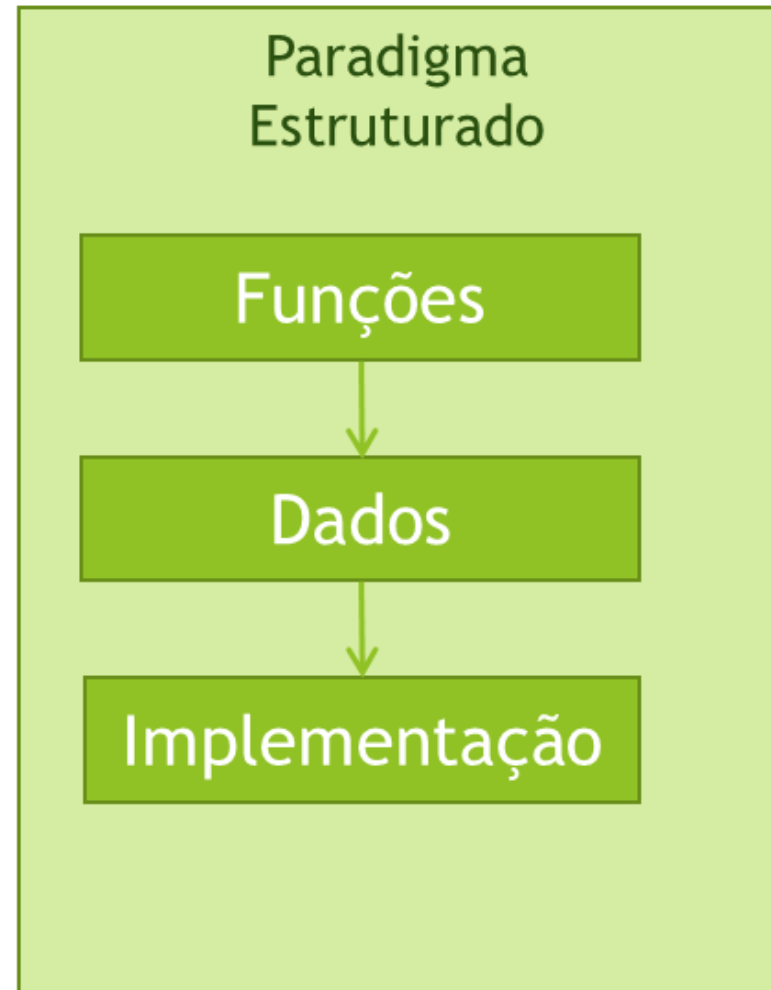 Paradigma
Estruturado
Funções
Dados
Implementação